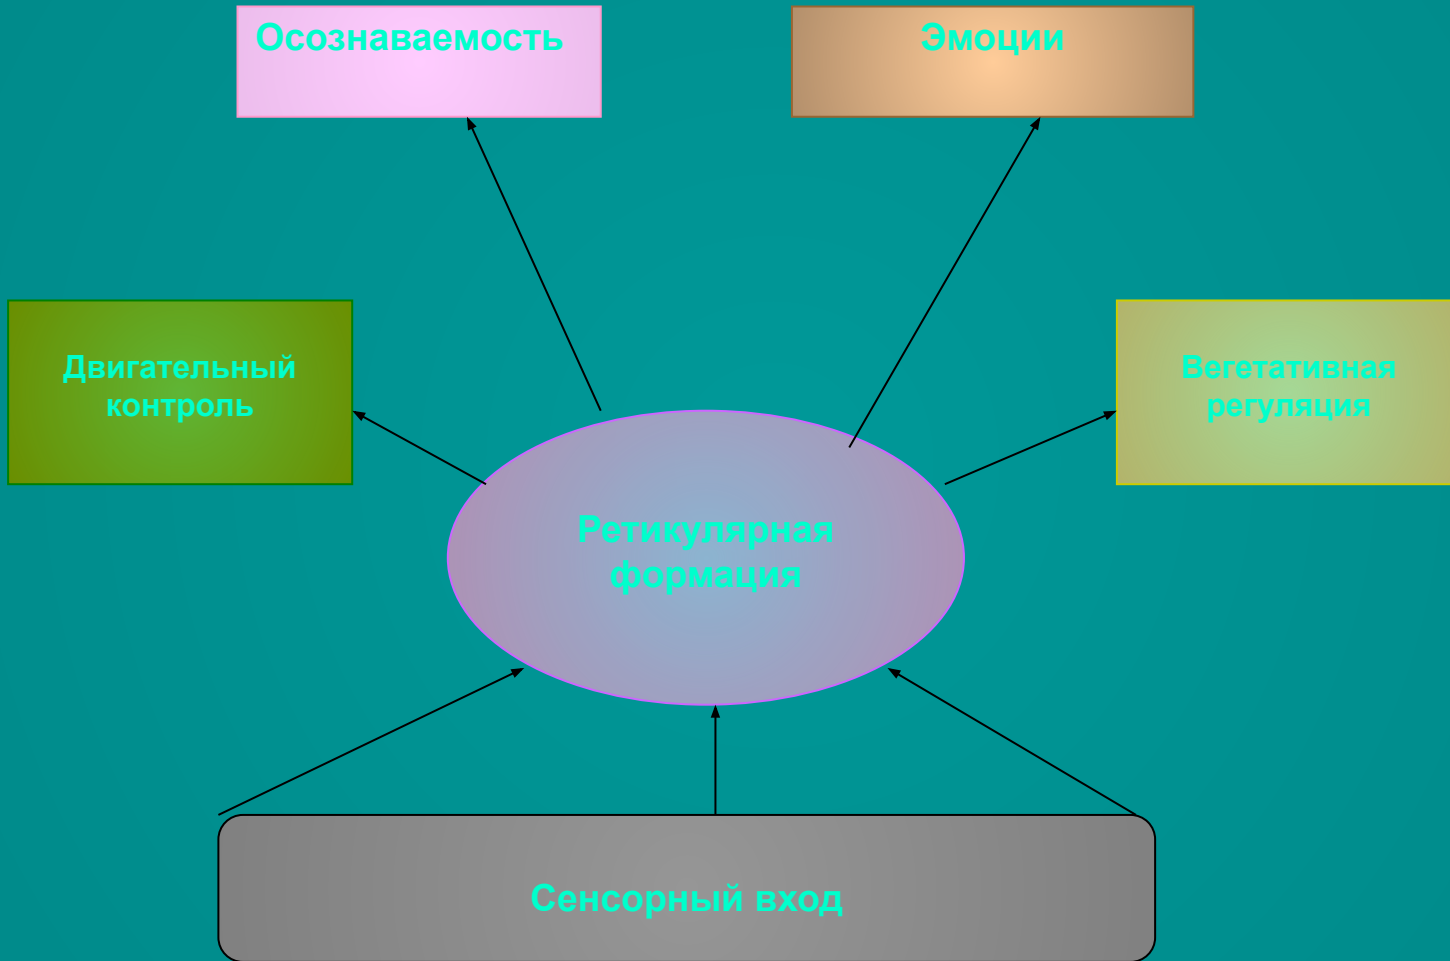 Осознаваемость
Эмоции
Двигательный
контроль
Вегетативная
регуляция
Ретикулярная
формация
Сенсорный вход